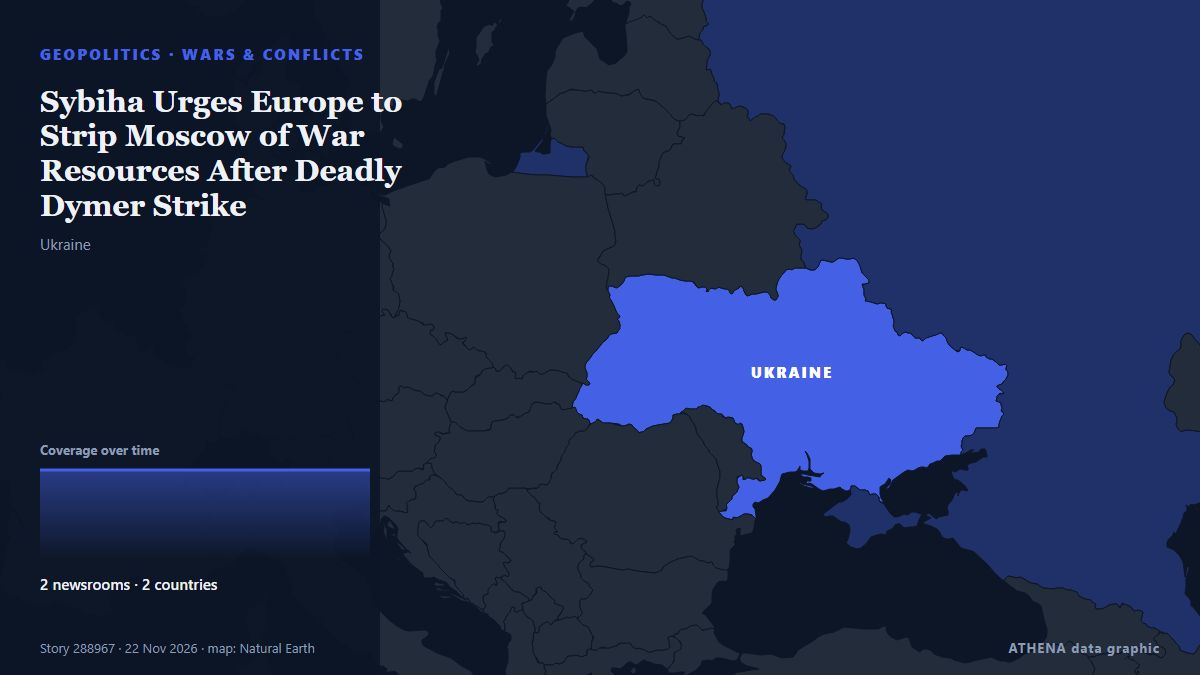 GEOPOLITICS · WARS & CONFLICTS
Sybiha Urges Europe to
Strip Moscow of War
Resources After Deadly
Dymer Strike
Ukraine
UKRAINE
Coverage over time
2 newsrooms · 2 countries
Story 288967 · 22 Nov 2026 · map: Natural Earth
ATHENA data graphic